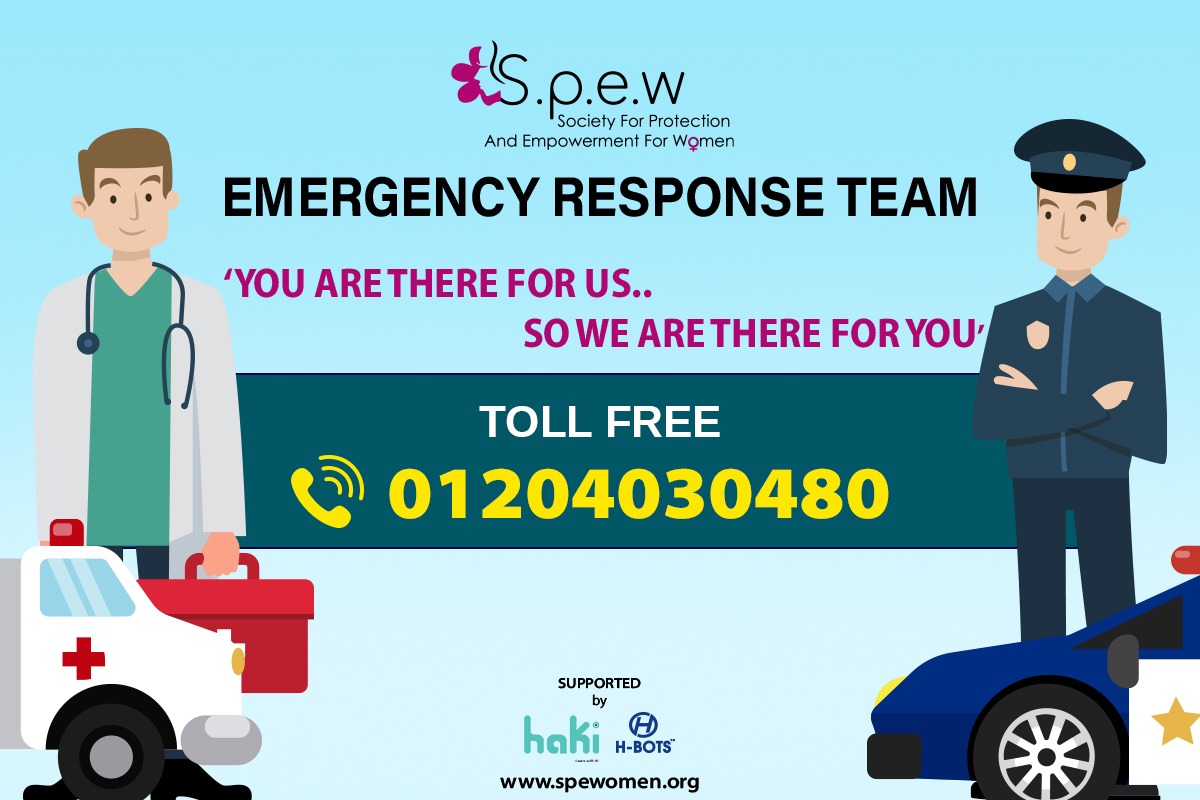 S.p.e.w
Society For Protection
And Empowerment For Women
EMERGENCY RESPONSE TEAM
‘YOU ARE THERE FOR US..
SO WE ARE THERE FOR YOU’
TOLL FREE
01204030480
SUPPORTED
by
haki
H
H-BOTS™
www.spewomen.org